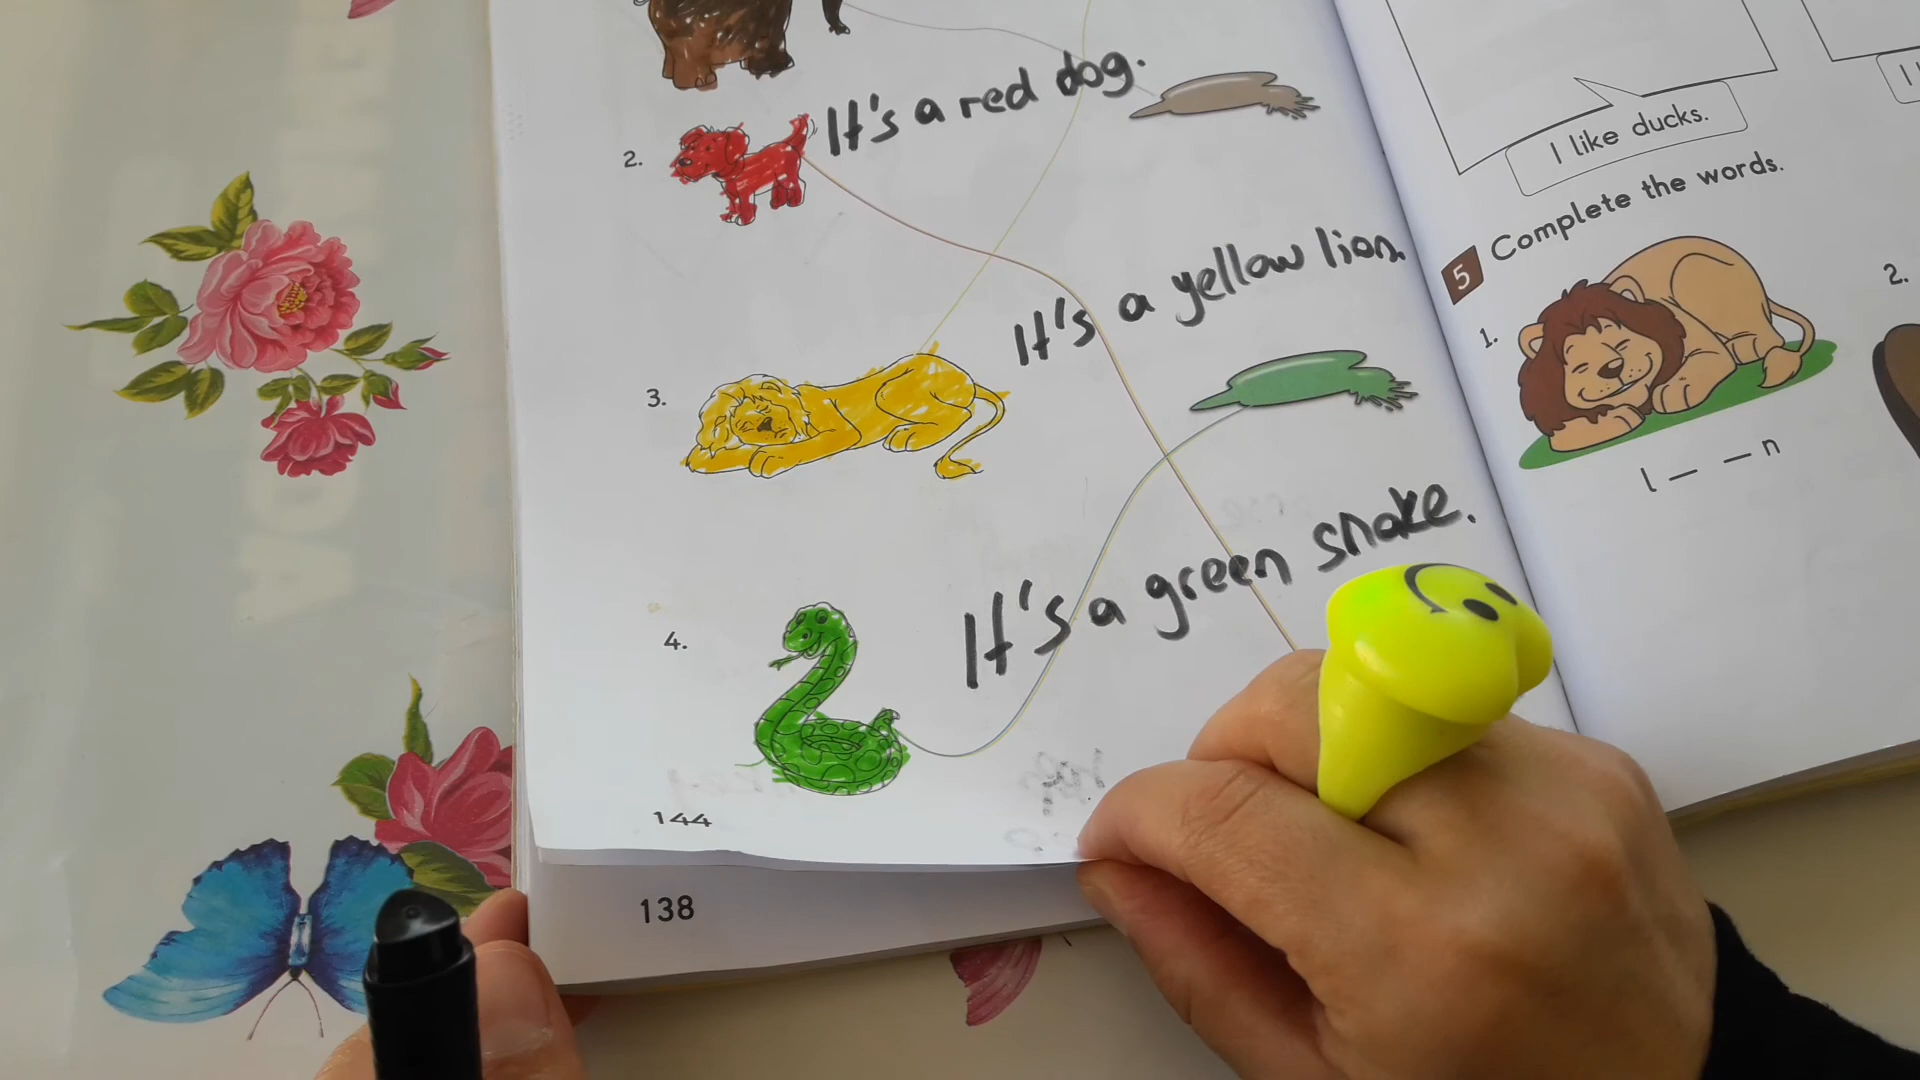 It's a red dog.
2.
It's a yellow lion.
3.
It's a green snake.
4.
144
138
I like ducks.
I
5 Complete the words.
1.
l _ _ n
2.